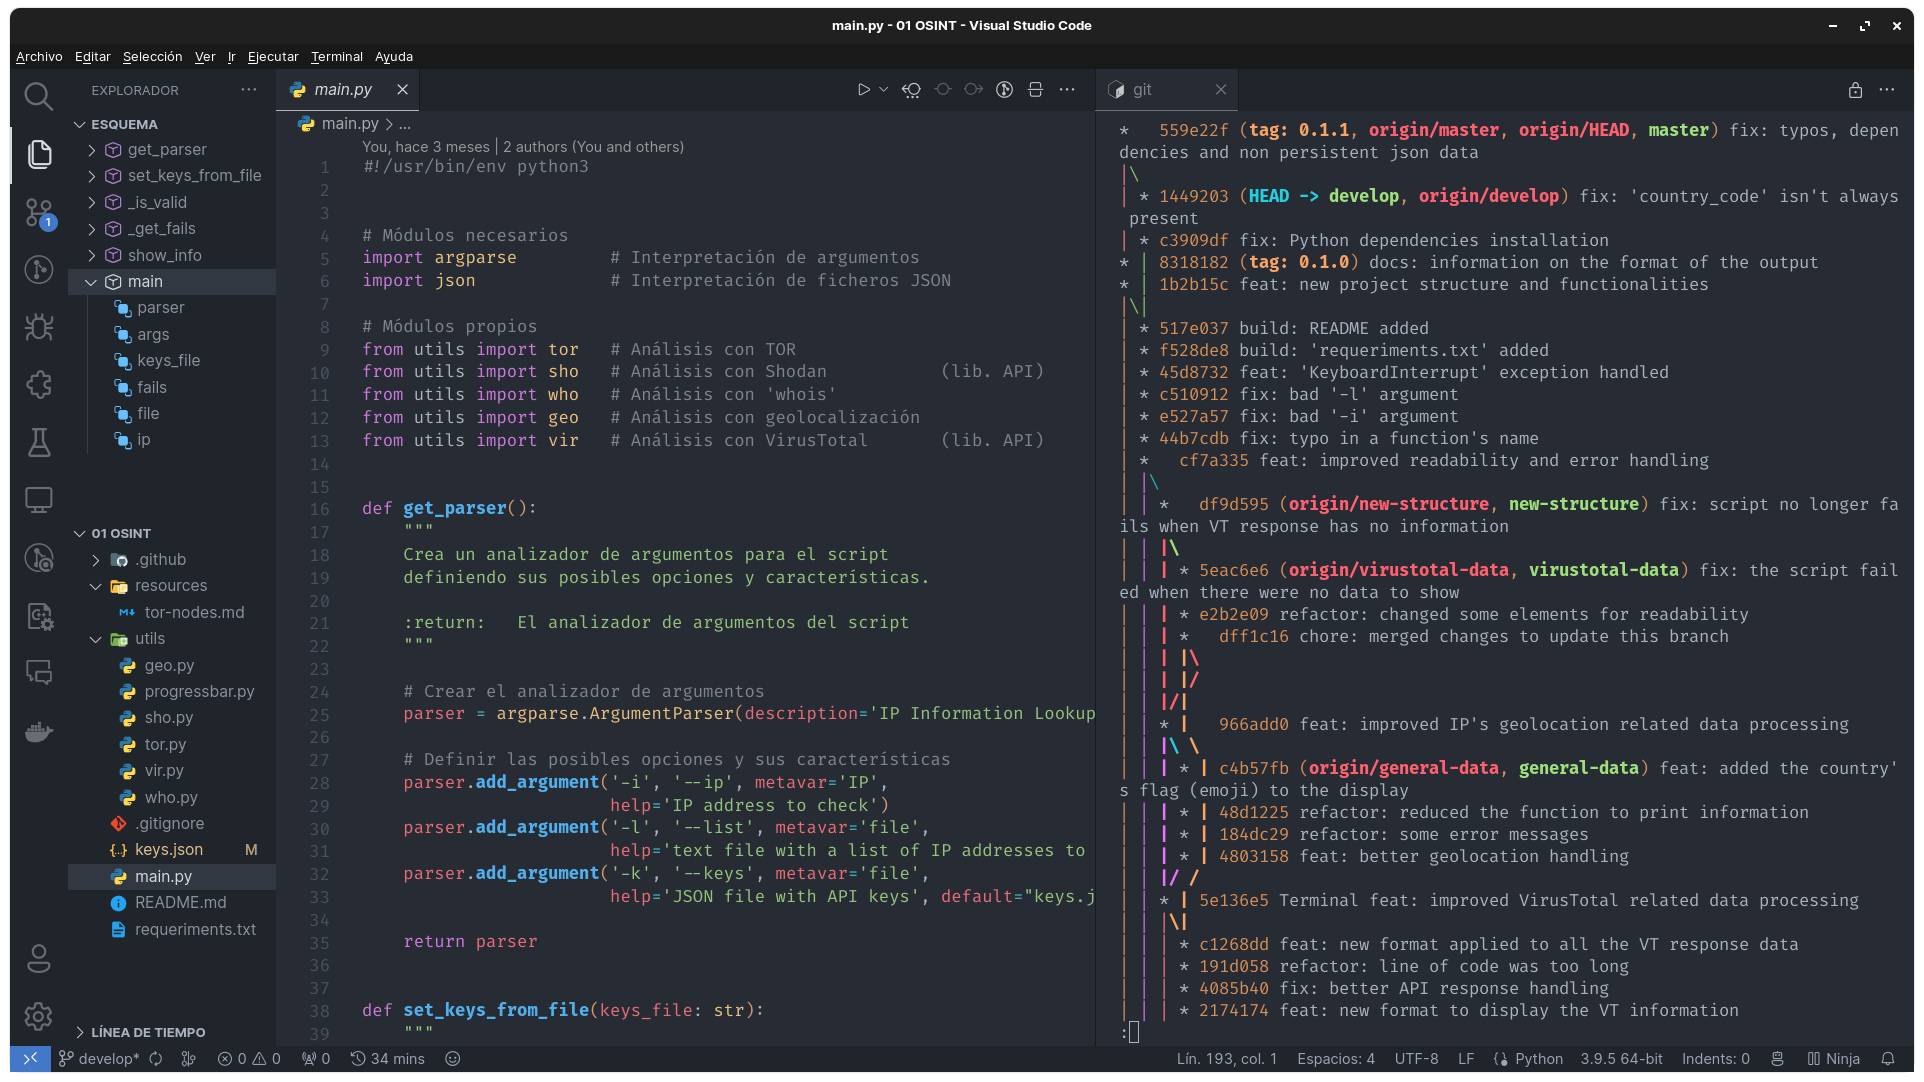 main.py - 01 OSINT - Visual Studio Code
Archivo Editar Selección Ver Ir Ejecutar Terminal Ayuda
EXPLORADOR
ESQUEMA
get_parser
set_keys_from_file
_is_valid
_get_fails
show_info
main
parser
args
keys_file
fails
file
ip
01 OSINT
.github
resources
tor-nodes.md
utils
geo.py
progressbar.py
sho.py
tor.py
vir.py
who.py
.gitignore
keys.json M
main.py
README.md
requeriments.txt
LÍNEA DE TIEMPO
1
main.py
main.py > ...
You, hace 3 meses | 2 authors (You and others)
1 #!/usr/bin/env python3
2
3
4 # Módulos necesarios
5 import argparse # Interpretación de argumentos
6 import json # Interpretación de ficheros JSON
7
8 # Módulos propios
9 from utils import tor # Análisis con TOR
10 from utils import sho # Análisis con Shodan (lib. API)
11 from utils import who # Análisis con 'whois'
12 from utils import geo # Análisis con geolocalización
13 from utils import vir # Análisis con VirusTotal (lib. API)
14
15
16 def get_parser():
17 """
18 Crea un analizador de argumentos para el script
19 definiendo sus posibles opciones y características.
20
21 :return: El analizador de argumentos del script
22 """
23
24 # Crear el analizador de argumentos
25 parser = argparse.ArgumentParser(description='IP Information Lookup
26
27 # Definir las posibles opciones y sus características
28 parser.add_argument('-i', '--ip', metavar='IP',
29 help='IP address to check')
30 parser.add_argument('-l', '--list', metavar='file',
31 help='text file with a list of IP addresses to
32 parser.add_argument('-k', '--keys', metavar='file',
33 help='JSON file with API keys', default="keys.j
34
35 return parser
36
37
38 def set_keys_from_file(keys_file: str):
39 """
git
*   559e22f (tag: 0.1.1, origin/master, origin/HEAD, master) fix: typos, depen
dencies and non persistent json data
|\
| * 1449203 (HEAD -> develop, origin/develop) fix: 'country_code' isn't always
present
| * c3909df fix: Python dependencies installation
* | 8318182 (tag: 0.1.0) docs: information on the format of the output
* | 1b2b15c feat: new project structure and functionalities
|\|
| * 517e037 build: README added
| * f528de8 build: 'requeriments.txt' added
| * 45d8732 feat: 'KeyboardInterrupt' exception handled
| * c510912 fix: bad '-l' argument
| * e527a57 fix: bad '-i' argument
| * 44b7cdb fix: typo in a function's name
| *   cf7a335 feat: improved readability and error handling
| |\
| | *   df9d595 (origin/new-structure, new-structure) fix: script no longer fa
ils when VT response has no information
| | |\
| | | * 5eac6e6 (origin/virustotal-data, virustotal-data) fix: the script fail
ed when there were no data to show
| | | * e2b2e09 refactor: changed some elements for readability
| | | *   dff1c16 chore: merged changes to update this branch
| | | |\
| | | |/
| | |/|
| | * |   966add0 feat: improved IP's geolocation related data processing
| | |\ \
| | | * | c4b57fb (origin/general-data, general-data) feat: added the country'
s flag (emoji) to the display
| | | * | 48d1225 refactor: reduced the function to print information
| | | * | 184dc29 refactor: some error messages
| | | * | 4803158 feat: better geolocation handling
| | |/ /
| | * | 5e136e5 Terminal feat: improved VirusTotal related data processing
| | |\|
| | | * c1268dd feat: new format applied to all the VT response data
| | | * 191d058 refactor: line of code was too long
| | | * 4085b40 fix: better API response handling
| | | * 2174174 feat: new format to display the VT information
:
develop* 0 0 0 34 mins Lín. 193, col. 1 Espacios: 4 UTF-8 LF Python 3.9.5 64-bit Indents: 0 Ninja